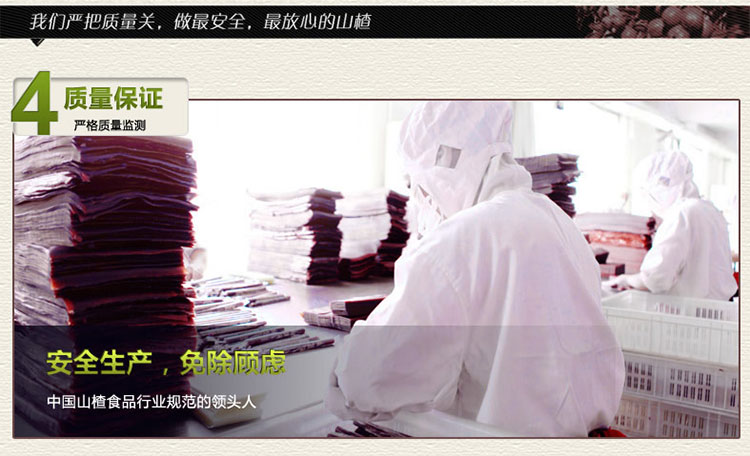 我们严把质量关，做最安全，最放心的山楂
4 质量保证
严格质量监测
安全生产，免除顾虑
中国山楂食品行业规范的领头人